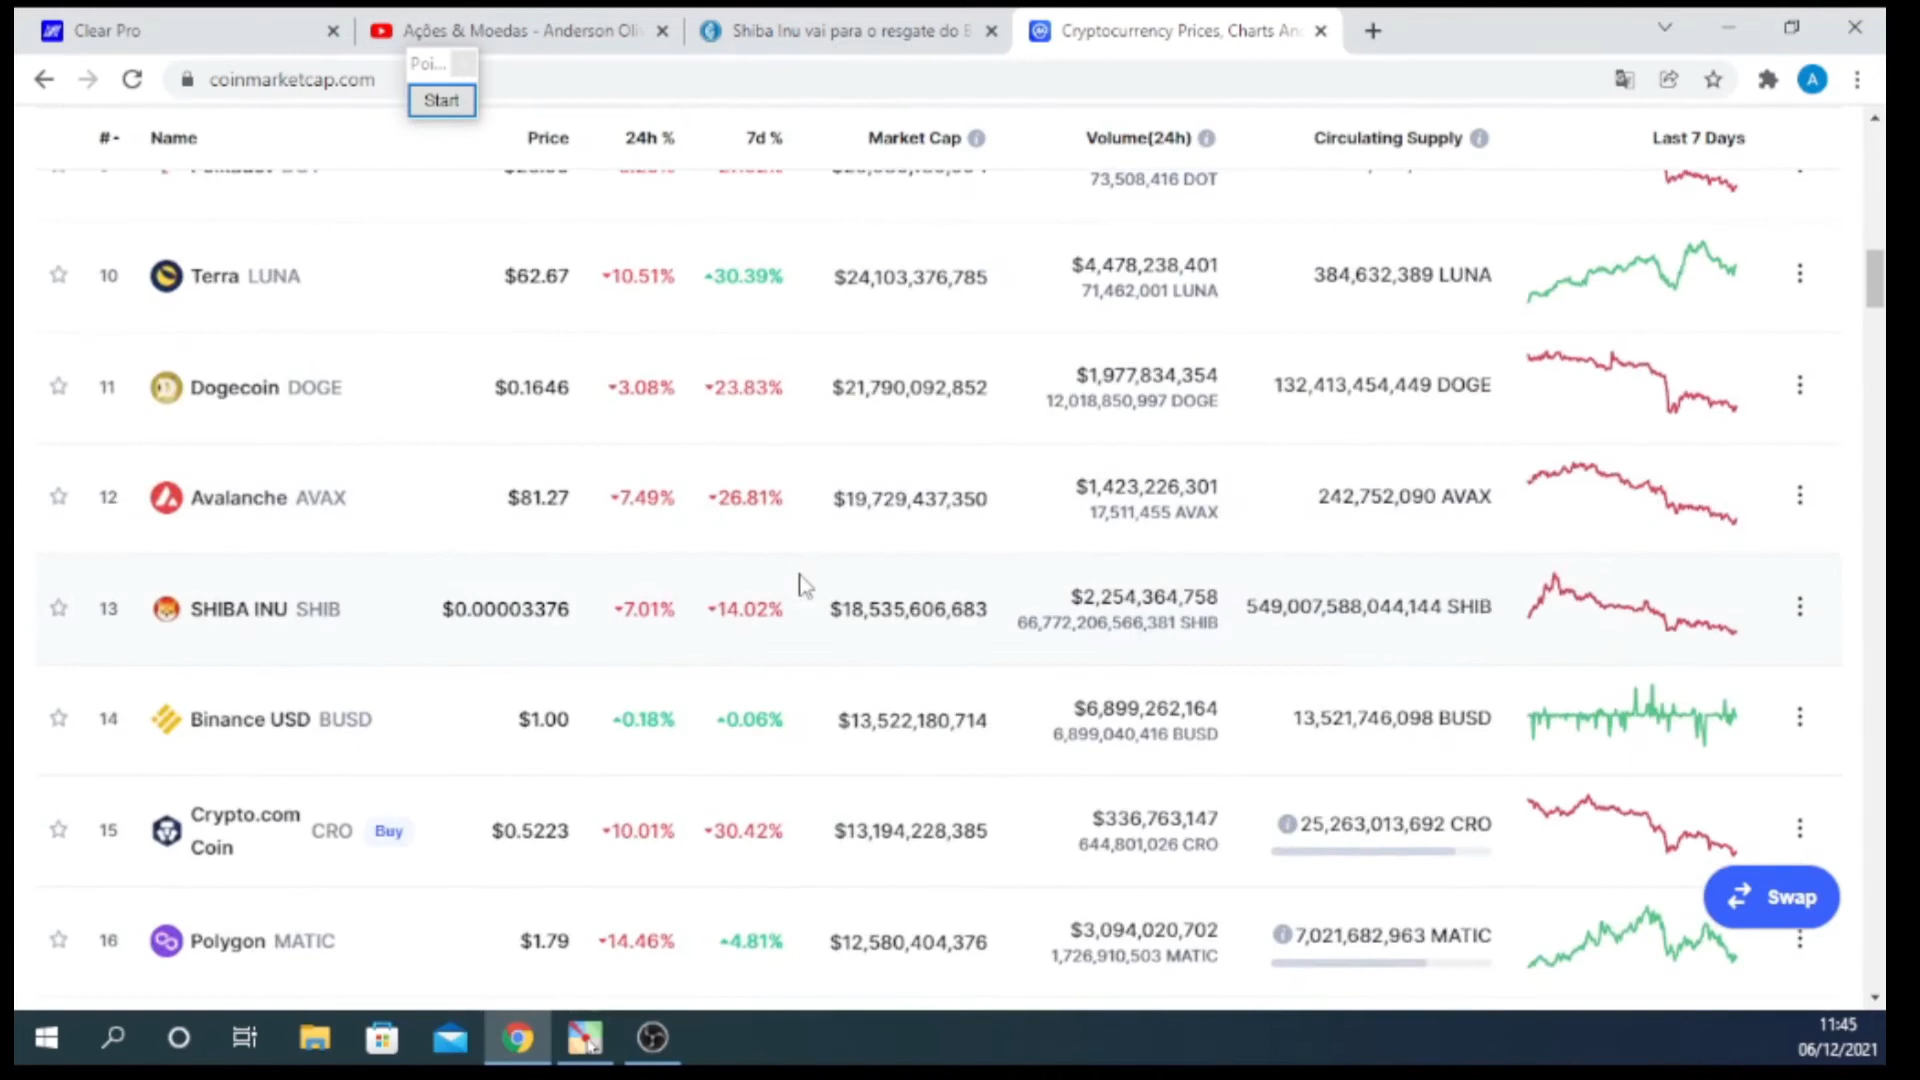 Clear Pro
Ações & Moedas - Anderson Oli
Shiba Inu vai para o resgate do
Cryptocurrency Prices, Charts An
Poi...
coinmarketcap.com
A
Start
# Name Price 24h % 7d % Market Cap Volume(24h) Circulating Supply Last 7 Days
73,508,416 DOT
10 Terra LUNA $62.67 10.51% 30.39% $24,103,376,785 $4,478,238,401 384,632,389 LUNA
71,462,001 LUNA
11 Dogecoin DOGE $0.1646 3.08% 23.83% $21,790,092,852 $1,977,834,354 132,413,454,449 DOGE
12,018,850,997 DOGE
12 Avalanche AVAX $81.27 7.49% 26.81% $19,729,437,350 $1,423,226,301 242,752,090 AVAX
17,511,455 AVAX
13 SHIBA INU SHIB $0.00003376 7.01% 14.02% $18,535,606,683 $2,254,364,758 549,007,588,044,144 SHIB
66,772,206,566,381 SHIB
14 Binance USD BUSD $1.00 0.18% 0.06% $13,522,180,714 $6,899,262,164 13,521,746,098 BUSD
6,899,040,416 BUSD
15 Crypto.com Coin CRO Buy $0.5223 10.01% 30.42% $13,194,228,385 $336,763,147 25,263,013,692 CRO
644,801,026 CRO
Swap
16 Polygon MATIC $1.79 14.46% 4.81% $12,580,404,376 $3,094,020,702 7,021,682,963 MATIC
1,726,910,503 MATIC
11:45
06/12/2021